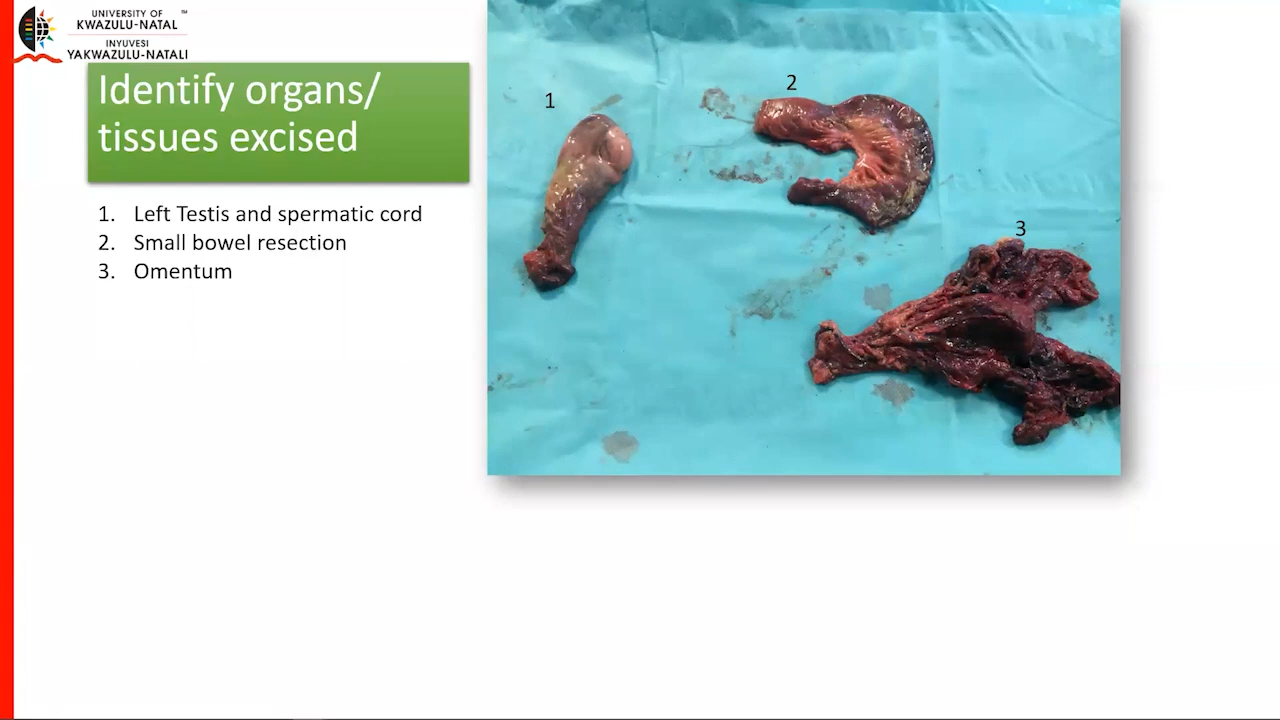 UNIVERSITY OF ™
KWAZULU-NATAL
INYUVESI
YAKWAZULU-NATALI
Identify organs/
tissues excised
1. Left Testis and spermatic cord
2. Small bowel resection
3. Omentum
1
2
3